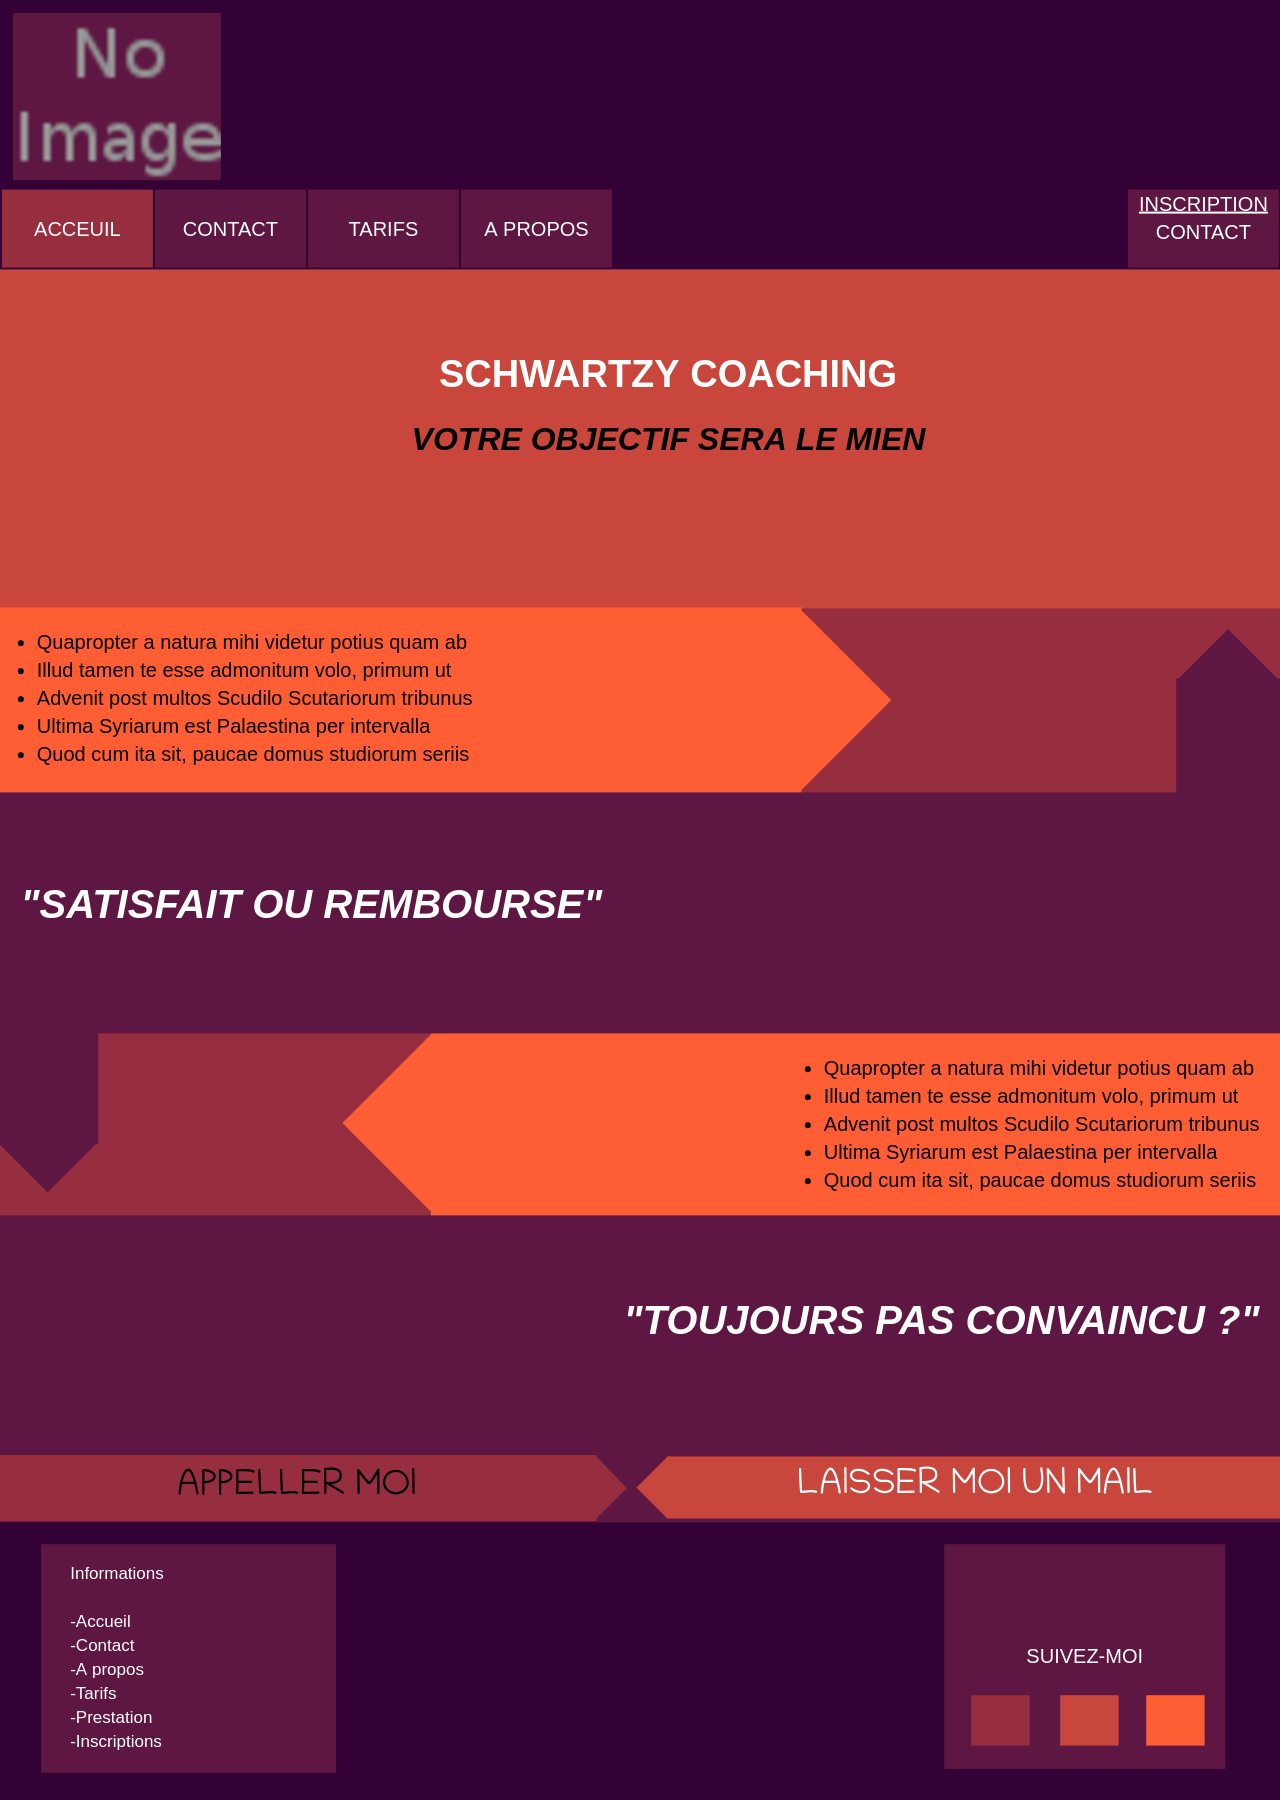 No
Image
ACCEUIL
CONTACT
TARIFS
A PROPOS
INSCRIPTION
CONTACT
SCHWARTZY COACHING
VOTRE OBJECTIF SERA LE MIEN
• Quapropter a natura mihi videtur potius quam ab
• Illud tamen te esse admonitum volo, primum ut
• Advenit post multos Scudilo Scutariorum tribunus
• Ultima Syriarum est Palaestina per intervalla
• Quod cum ita sit, paucae domus studiorum seriis
"SATISFAIT OU REMBOURSE"
• Quapropter a natura mihi videtur potius quam ab
• Illud tamen te esse admonitum volo, primum ut
• Advenit post multos Scudilo Scutariorum tribunus
• Ultima Syriarum est Palaestina per intervalla
• Quod cum ita sit, paucae domus studiorum seriis
"TOUJOURS PAS CONVAINCU ?"
APPELLER MOI
LAISSER MOI UN MAIL
Informations
-Accueil
-Contact
-A propos
-Tarifs
-Prestation
-Inscriptions
SUIVEZ-MOI